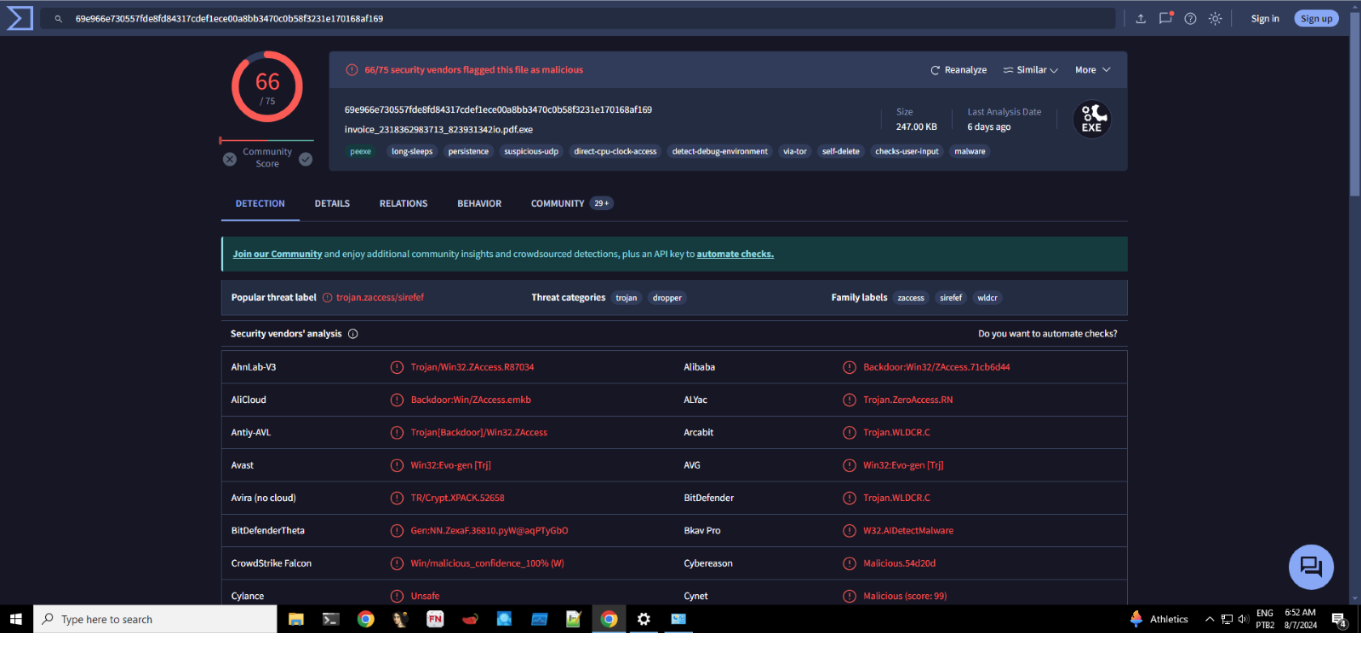 69e966e730557fde8fd84317cdef1ece00a8bb3470c0b58f3231e170168af169
Sign in
Sign up
66
/ 75
Community
Score
66/75 security vendors flagged this file as malicious
Reanalyze
Similar
More
69e966e730557fde8fd84317cdef1ece00a8bb3470c0b58f3231e170168af169
invoice_2318362983713_823931342io.pdf.exe
Size
247.00 KB
Last Analysis Date
6 days ago
EXE
peexe long-sleeps persistence suspicious-udp direct-cpu-clock-access detect-debug-environment via-tor self-delete checks-user-input malware
DETECTION DETAILS RELATIONS BEHAVIOR COMMUNITY 29+
Join our Community and enjoy additional community insights and crowdsourced detections, plus an API key to automate checks.
Popular threat label trojan.zaccess/sirefef Threat categories trojan dropper Family labels zaccess sirefef wldcr
Security vendors' analysis Do you want to automate checks?
AhnLab-V3 Trojan/Win32.ZAccess.R87034 Alibaba Backdoor:Win32/ZAccess.71cb6d44
AliCloud Backdoor:Win/ZAccess.emkb ALYac Trojan.ZeroAccess.RN
Antiy-AVL Trojan[Backdoor]/Win32.ZAccess Arcabit Trojan.WLDCR.C
Avast Win32:Evo-gen [Trj] AVG Win32:Evo-gen [Trj]
Avira (no cloud) TR/Crypt.XPACK.52658 BitDefender Trojan.WLDCR.C
BitDefenderTheta Gen:NN.ZexaF.36810.pyW@aqPTyGbO Bkav Pro W32.AIDetectMalware
CrowdStrike Falcon Win/malicious_confidence_100% (W) Cybereason Malicious.54d20d
Cylance Unsafe Cynet Malicious (score: 99)
Type here to search
FN
Athletics
ENG
PTB2
6:52 AM
8/7/2024
4